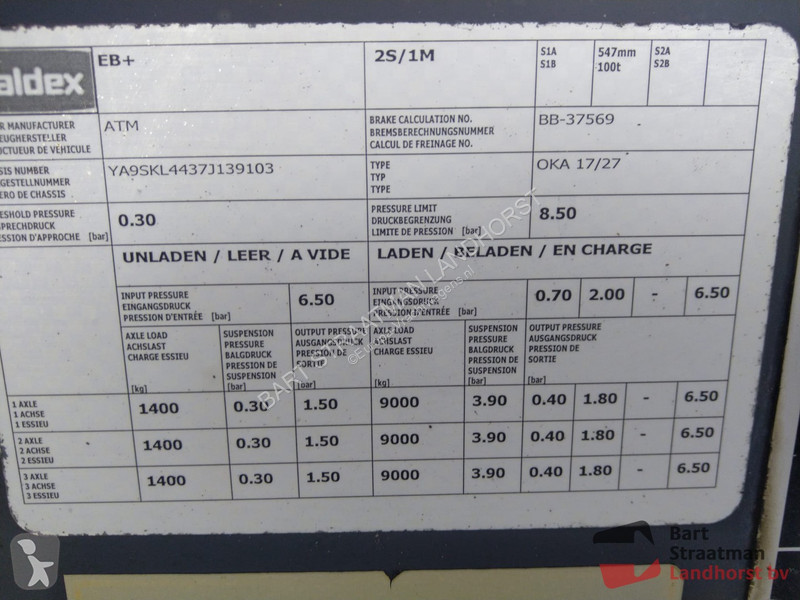 aldex EB+ 2S/1M S1A 547mm S2A
S1B 100t S2B
MANUFACTURER ATM BRAKE CALCULATION NO. BB-37569
BREMSBERECHNUNGSNUMMER
DE VÉHICULE CALCUL DE FREINAGE NO.
CHASSIS NUMBER YA9SKL4437J139103 TYPE OKA 17/27
TYP
DE CHASSIS TYPE
PRESSURE 0.30 PRESSURE LIMIT 8.50
DRUCKBEGRENZUNG
D'APPROCHE [bar] LIMITE DE PRESSION [bar]
UNLADEN / LEER / A VIDE LADEN / BELADEN / EN CHARGE
INPUT PRESSURE 6.50 INPUT PRESSURE 0.70 2.00 - 6.50
EINGANGSDRUCK EINGANGSDRUCK
PRESSION D'ENTRÉE [bar] PRESSION D'ENTRÉE [bar]
AXLE LOAD SUSPENSION OUTPUT PRESSURE AXLE LOAD SUSPENSION OUTPUT PRESSURE
ACHSLAST PRESSURE AUSGANGSDRUCK ACHSLAST PRESSURE AUSGANGSDRUCK
CHARGE ESSIEU BALGDRUCK PRESSION DE CHARGE ESSIEU BALGDRUCK PRESSION DE
PRESSION DE SORTIE PRESSION DE SORTIE
SUSPENSION SUSPENSION
[kg] [bar] [bar] [kg] [bar] [bar]
1 AXLE 1400 0.30 1.50 9000 3.90 0.40 1.80 - 6.50
1 ACHSE
1 ESSIEU
2 AXLE 1400 0.30 1.50 9000 3.90 0.40 1.80 - 6.50
2 ACHSE
2 ESSIEU
3 AXLE 1400 0.30 1.50 9000 3.90 0.40 1.80 - 6.50
3 ACHSE
3 ESSIEU
BART STRAATMAN LANDHORST
Bart
Straatman
Landhorst bv